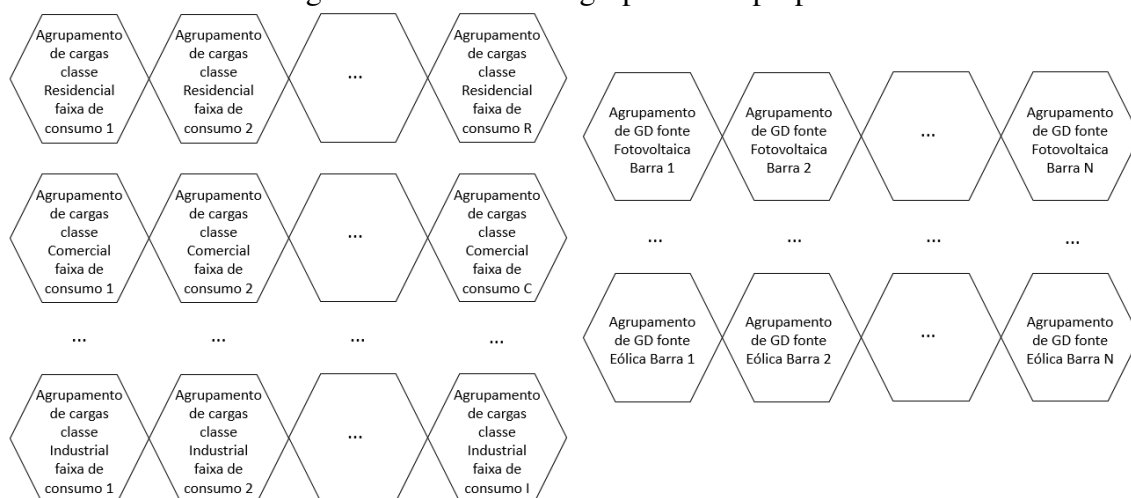 Agrupamento
de cargas
classe
Residencial
faixa de
consumo 1
Agrupamento
de cargas
classe
Residencial
faixa de
consumo 2
...
Agrupamento
de cargas
classe
Residencial
faixa de
consumo R
Agrupamento
de cargas
classe
Comercial
faixa de
consumo 1
Agrupamento
de cargas
classe
Comercial
faixa de
consumo 2
...
Agrupamento
de cargas
classe
Comercial
faixa de
consumo C
...
...
...
...
Agrupamento
de cargas
classe
Industrial
faixa de
consumo 1
Agrupamento
de cargas
classe
Industrial
faixa de
consumo 2
...
Agrupamento
de cargas
classe
Industrial
faixa de
consumo I
Agrupamento
de GD fonte
Fotovoltaica
Barra 1
Agrupamento
de GD fonte
Fotovoltaica
Barra 2
...
Agrupamento
de GD fonte
Fotovoltaica
Barra N
...
...
...
...
Agrupamento
de GD fonte
Eólica Barra 1
Agrupamento
de GD fonte
Eólica Barra 2
...
Agrupamento
de GD fonte
Eólica Barra N